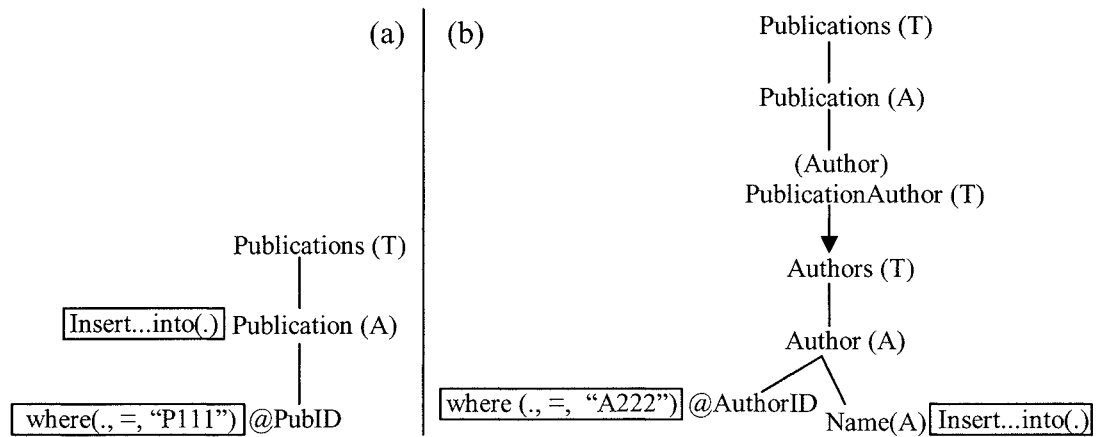 (a)
Publications (T)
Insert...into(.) Publication (A)
where(., =, “P111”) @PubID
(b)
Publications (T)
Publication (A)
(Author)
PublicationAuthor (T)
Authors (T)
Author (A)
where (., =, “A222”) @AuthorID
Name(A) Insert...into(.)